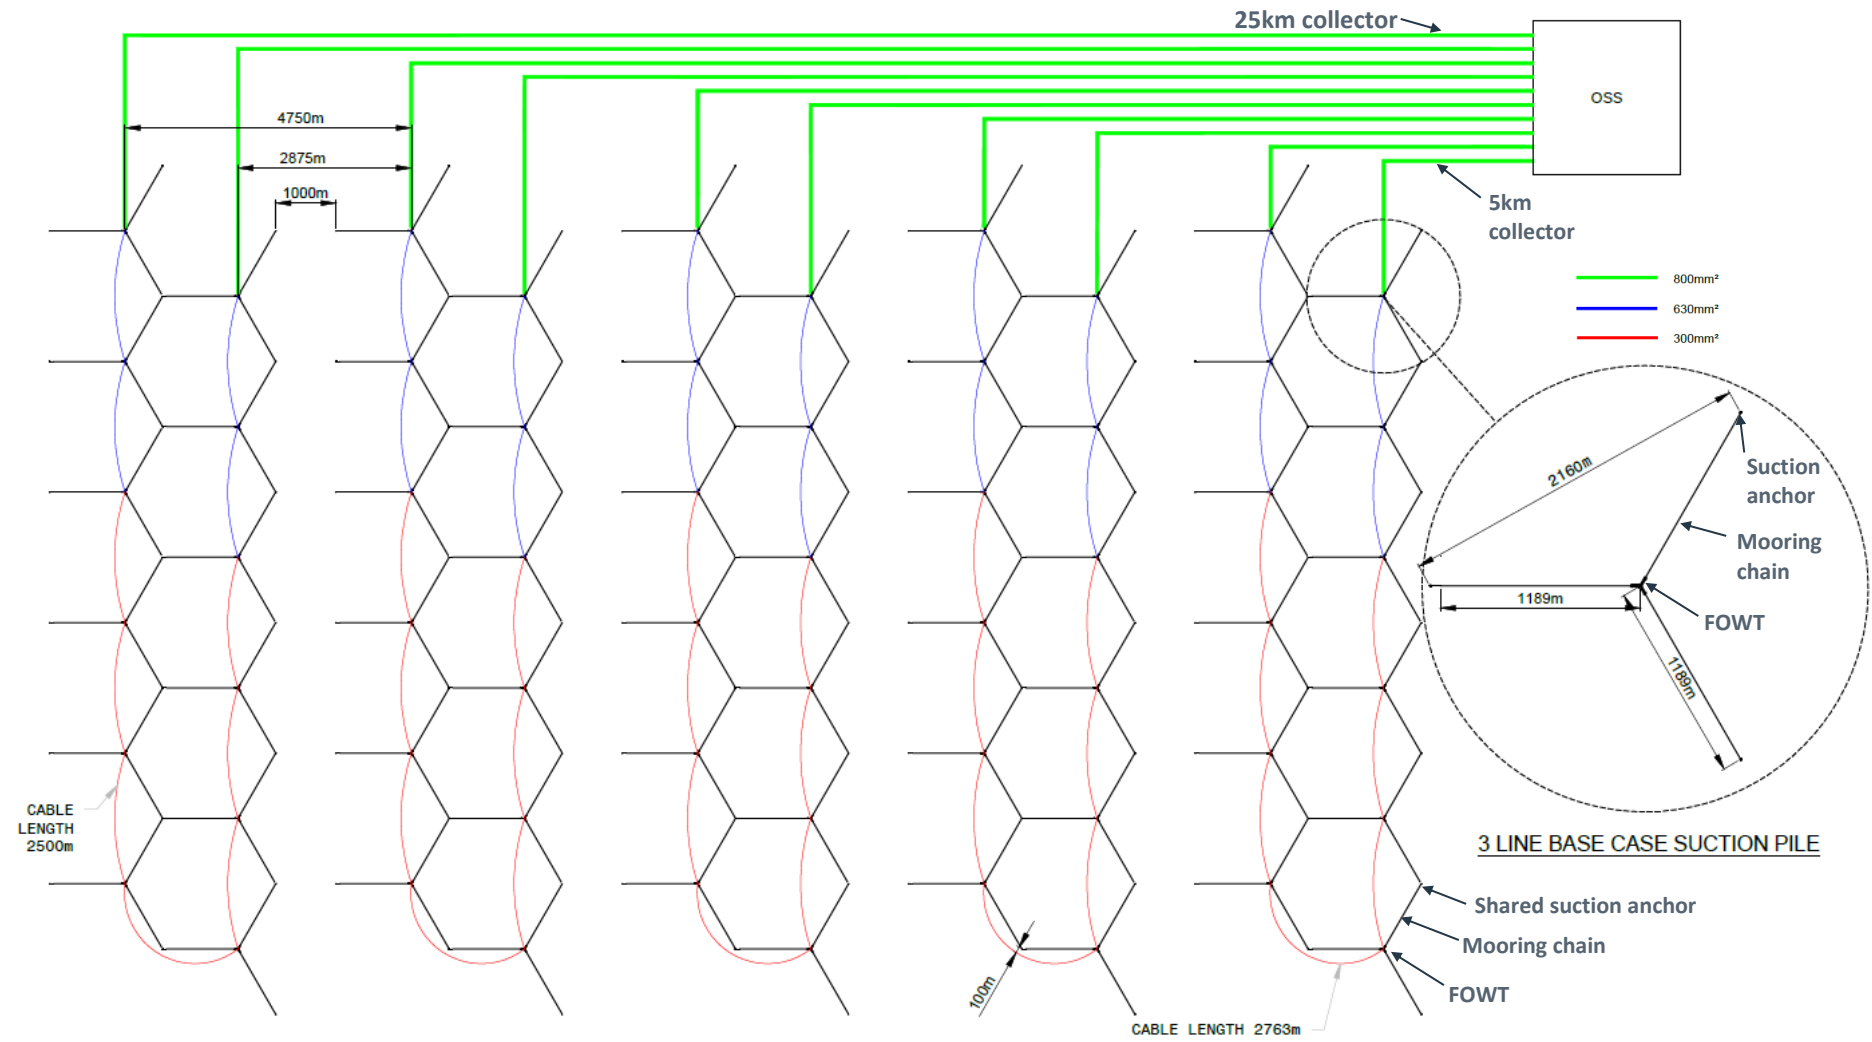 25km collector
OSS
4750m
2875m
1000m
5km
collector
800mm²
630mm²
300mm²
2160m
Suction
anchor
Mooring
chain
1189m
FOWT
1189m
CABLE
LENGTH
2500m
3 LINE BASE CASE SUCTION PILE
Shared suction anchor
Mooring chain
FOWT
100m
CABLE LENGTH 2763m